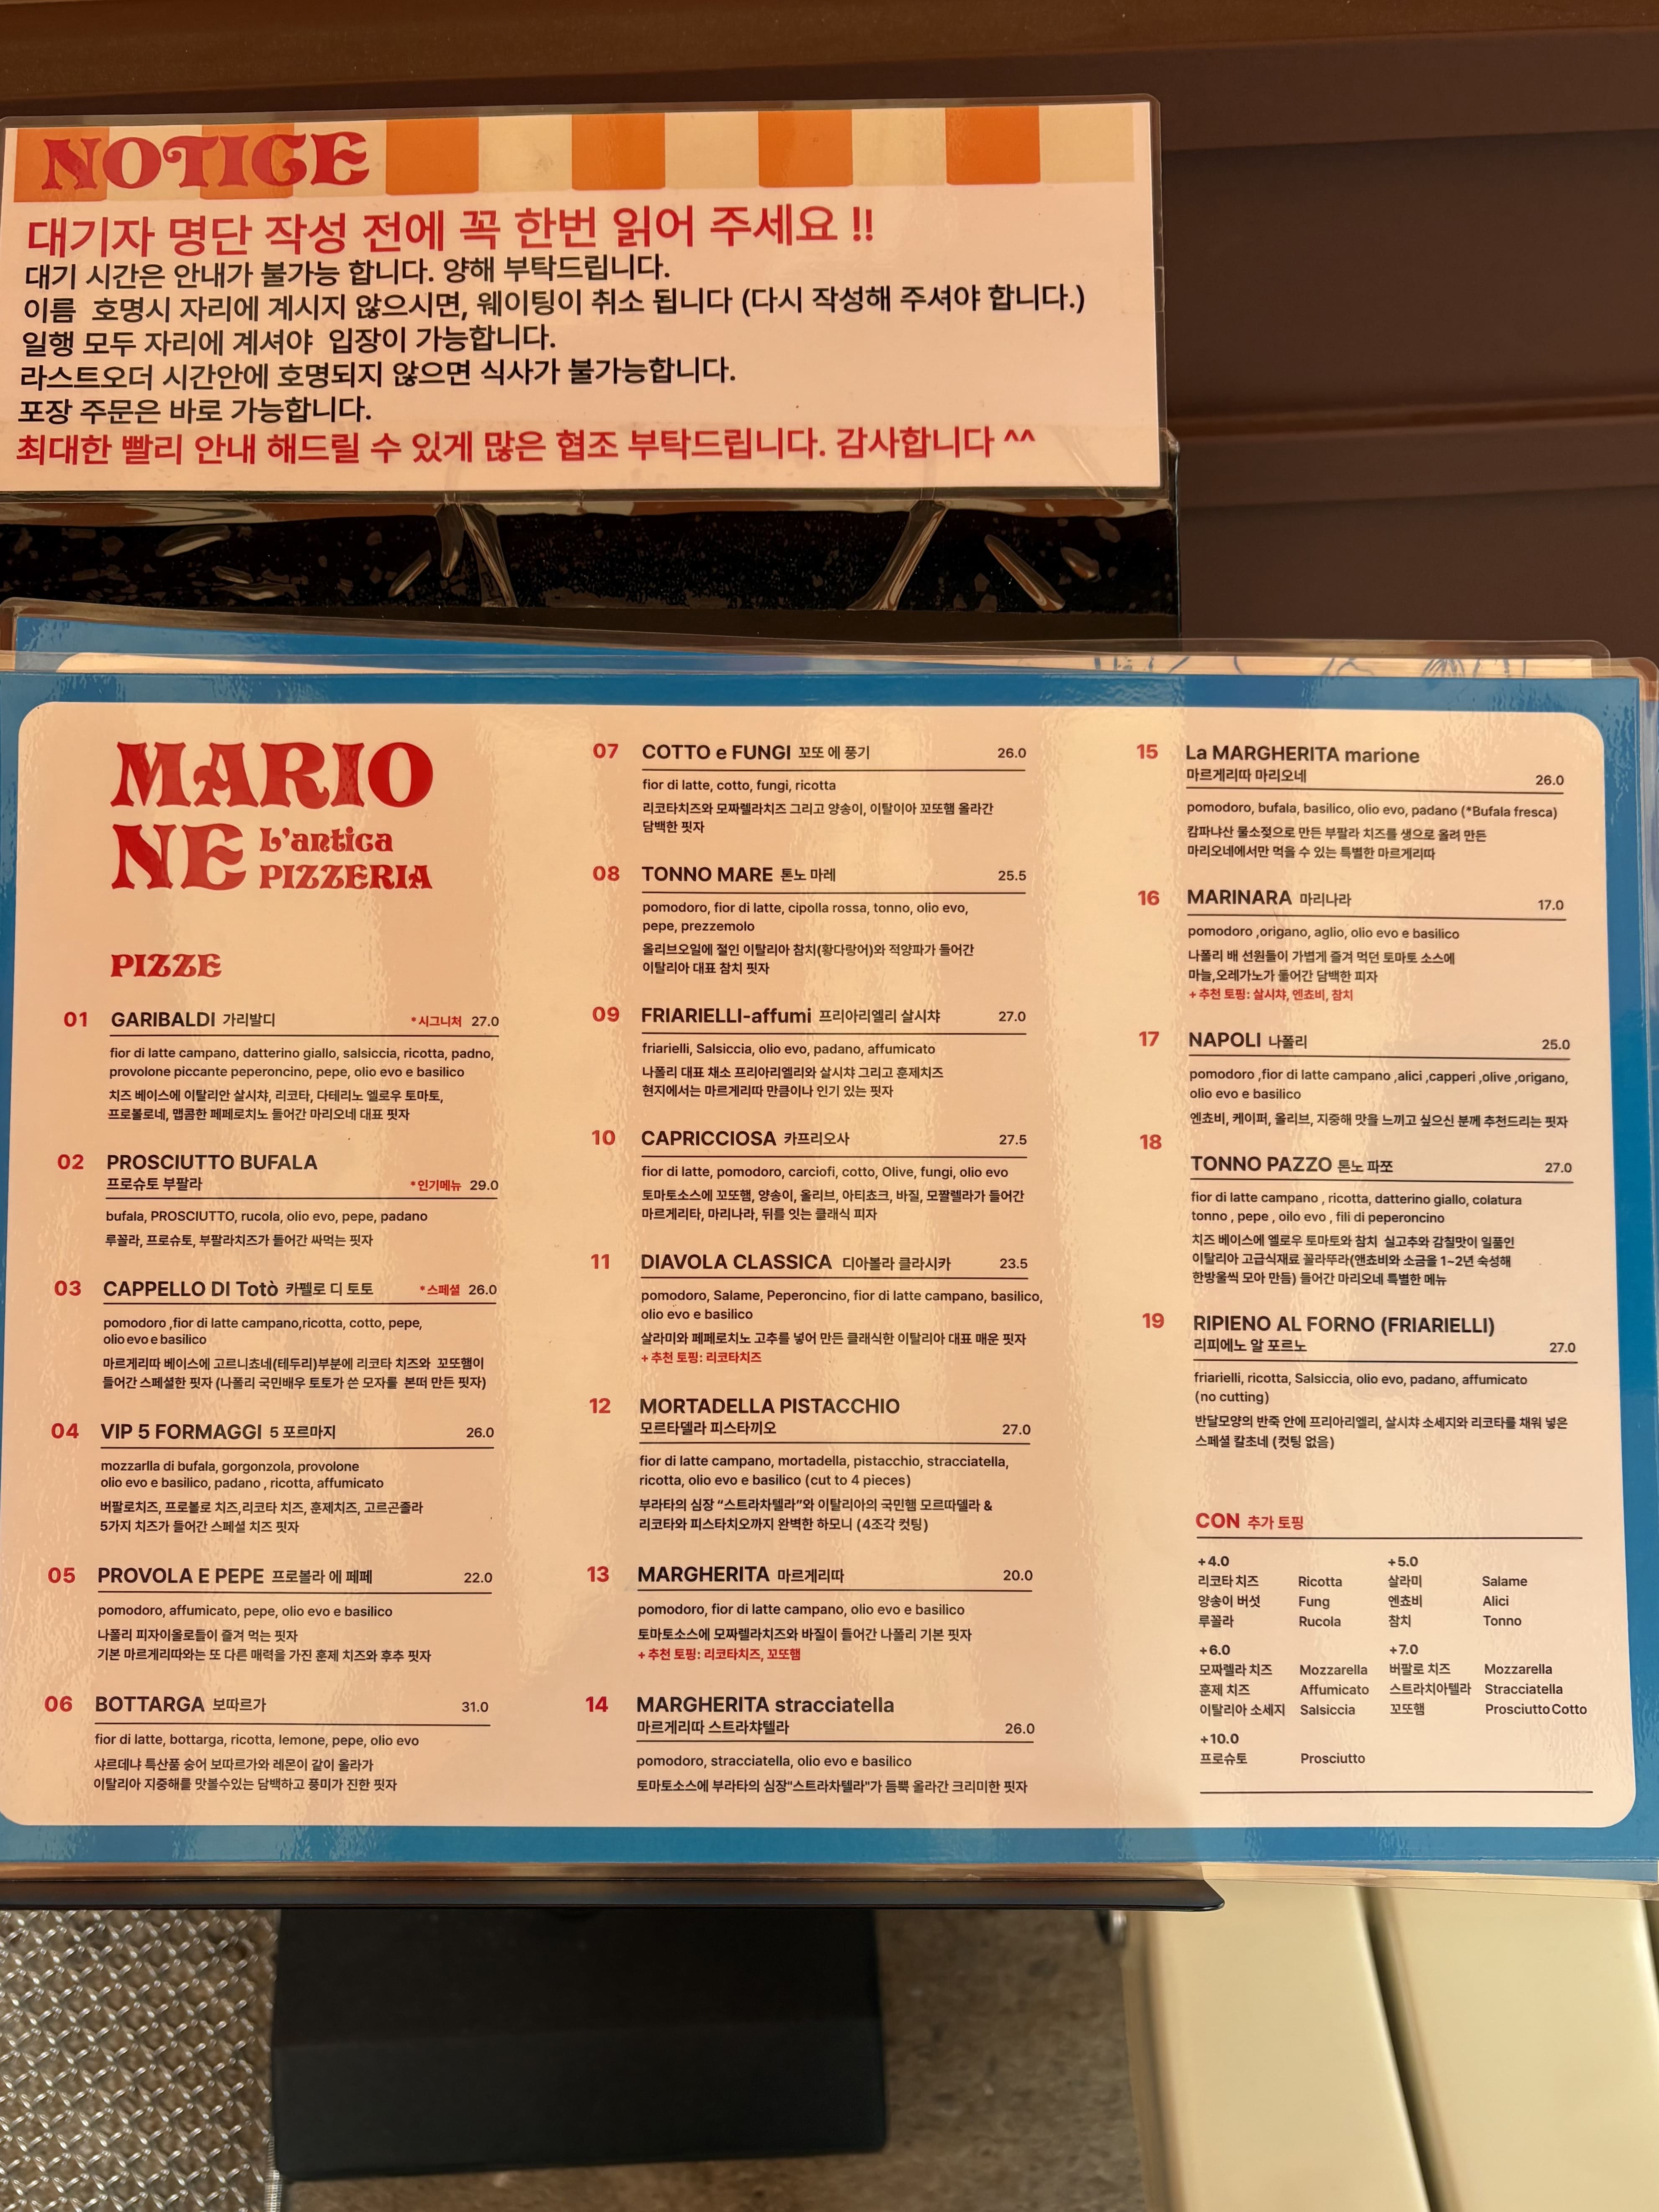 NOTICE
대기자 명단 작성 전에 꼭 한번 읽어 주세요 !!
대기 시간은 안내가 불가능 합니다. 양해 부탁드립니다.
이름 호명시 자리에 계시지 않으시면, 웨이팅이 취소 됩니다 (다시 작성해 주셔야 합니다.)
일행 모두 자리에 계셔야 입장이 가능합니다.
라스트오더 시간안에 호명되지 않으면 식사가 불가능합니다.
포장 주문은 바로 가능합니다.
최대한 빨리 안내 해드릴 수 있게 많은 협조 부탁드립니다. 감사합니다 ^^
MARIO
NE L'antica
PIZZERIA
PIZZE
01 GARIBALDI 가리발디 *시그니처 27.0
fior di latte campano, datterino giallo, salsiccia, ricotta, padno,
provolone piccante peperoncino, pepe, olio evo e basilico
치즈 베이스에 이탈리안 살시챠, 리코타, 다테리노 엘로우 토마토,
프로볼로네, 맵콤한 페페로치노 들어간 마리오네 대표 핏자
02 PROSCIUTTO BUFALA
프로슈토 부팔라 *인기메뉴 29.0
bufala, PROSCIUTTO, rucola, olio evo, pepe, padano
루꼴라, 프로슈토, 부팔라치즈가 들어간 싸먹는 핏자
03 CAPPELLO DI Totò 카펠로 디 토토 *스페셜 26.0
pomodoro ,fior di latte campano,ricotta, cotto, pepe,
olio evo e basilico
마르게리따 베이스에 고르니쵸네(테두리)부분에 리코타 치즈와 꼬또햄이
들어간 스페셜한 핏자 (나폴리 국민배우 토토가 쓴 모자를 본떠 만든 핏자)
04 VIP 5 FORMAGGI 5 포르마지 26.0
mozzarlla di bufala, gorgonzola, provolone
olio evo e basilico, padano , ricotta, affumicato
버팔로치즈, 프로볼로 치즈,리코타 치즈, 훈제치즈, 고르곤졸라
5가지 치즈가 들어간 스페셜 치즈 핏자
05 PROVOLA E PEPE 프로볼라 에 페페 22.0
pomodoro, affumicato, pepe, olio evo e basilico
나폴리 피자이올로들이 즐겨 먹는 핏자
기본 마르게리따와는 또 다른 매력을 가진 훈제 치즈와 후추 핏자
06 BOTTARGA 보따르가 31.0
fior di latte, bottarga, ricotta, lemone, pepe, olio evo
샤르데냐 특산품 숭어 보따르가와 레몬이 같이 올라가
이탈리아 지중해를 맛볼수있는 담백하고 풍미가 진한 핏자
07 COTTO e FUNGI 꼬또 에 풍기 26.0
fior di latte, cotto, fungi, ricotta
리코타치즈와 모짜렐라치즈 그리고 양송이, 이탈이아 꼬또햄 올라간
담백한 핏자
08 TONNO MARE 톤노 마레 25.5
pomodoro, fior di latte, cipolla rossa, tonno, olio evo,
pepe, prezzemolo
올리브오일에 절인 이탈리아 참치(황다랑어)와 적양파가 들어간
이탈리아 대표 참치 핏자
09 FRIARIELLI-affumi 프리아리엘리 살시챠 27.0
friarielli, Salsiccia, olio evo, padano, affumicato
나폴리 대표 채소 프리아리엘리와 살시챠 그리고 훈제치즈
현지에서는 마르게리따 만큼이나 인기 있는 핏자
10 CAPRICCIOSA 카프리오사 27.5
fior di latte, pomodoro, carciofi, cotto, Olive, fungi, olio evo
토마토소스에 꼬또햄, 양송이, 올리브, 아티쵸크, 바질, 모짤렐라가 들어간
마르게리타, 마리나라, 뒤를 잇는 클래식 피자
11 DIAVOLA CLASSICA 디아볼라 클라시카 23.5
pomodoro, Salame, Peperoncino, fior di latte campano, basilico,
olio evo e basilico
살라미와 페페로치노 고추를 넣어 만든 클래식한 이탈리아 대표 매운 핏자
+ 추천 토핑: 리코타치즈
12 MORTADELLA PISTACCHIO
모르타델라 피스타끼오 27.0
fior di latte campano, mortadella, pistacchio, stracciatella,
ricotta, olio evo e basilico (cut to 4 pieces)
부라타의 심장 “스트라차텔라”와 이탈리아의 국민햄 모르따델라 &
리코타와 피스타치오까지 완벽한 하모니 (4조각 컷팅)
13 MARGHERITA 마르게리따 20.0
pomodoro, fior di latte campano, olio evo e basilico
토마토소스에 모짜렐라치즈와 바질이 들어간 나폴리 기본 핏자
+ 추천 토핑: 리코타치즈, 꼬또햄
14 MARGHERITA stracciatella
마르게리따 스트라챠텔라 26.0
pomodoro, stracciatella, olio evo e basilico
토마토소스에 부라타의 심장"스트라차텔라"가 듬뿍 올라간 크리미한 핏자
15 La MARGHERITA marione
마르게리따 마리오네 26.0
pomodoro, bufala, basilico, olio evo, padano (*Bufala fresca)
캄파냐산 물소젖으로 만든 부팔라 치즈를 생으로 올려 만든
마리오네에서만 먹을 수 있는 특별한 마르게리따
16 MARINARA 마리나라 17.0
pomodoro ,origano, aglio, olio evo e basilico
나폴리 배 선원들이 가볍게 즐겨 먹던 토마토 소스에
마늘,오레가노가 들어간 담백한 피자
+ 추천 토핑: 살시챠, 엔쵸비, 참치
17 NAPOLI 나폴리 25.0
pomodoro ,fior di latte campano ,alici ,capperi ,olive ,origano,
olio evo e basilico
엔쵸비, 케이퍼, 올리브, 지중해 맛을 느끼고 싶으신 분께 추천드리는 핏자
18 TONNO PAZZO 톤노 파쪼 27.0
fior di latte campano , ricotta, datterino giallo, colatura
tonno , pepe , oilo evo , fili di peperoncino
치즈 베이스에 엘로우 토마토와 참치 실고추와 감칠맛이 일품인
이탈리아 고급식재료 꼴라뚜라(앤쵸비와 소금을 1~2년 숙성해
한방울씩 모아 만듬) 들어간 마리오네 특별한 메뉴
19 RIPIENO AL FORNO (FRIARIELLI)
리피에노 알 포르노 27.0
friarielli, ricotta, Salsiccia, olio evo, padano, affumicato
(no cutting)
반달모양의 반죽 안에 프리아리엘리, 살시챠 소세지와 리코타를 채워 넣은
스페셜 칼초네 (컷팅 없음)
CON 추가 토핑
+4.0 +5.0
리코타 치즈 Ricotta 살라미 Salame
양송이 버섯 Fung 엔쵸비 Alici
루꼴라 Rucola 참치 Tonno
+6.0 +7.0
모짜렐라 치즈 Mozzarella 버팔로 치즈 Mozzarella
훈제 치즈 Affumicato 스트라치아텔라 Stracciatella
이탈리아 소세지 Salsiccia 꼬또햄 Prosciutto Cotto
+10.0
프로슈토 Prosciutto